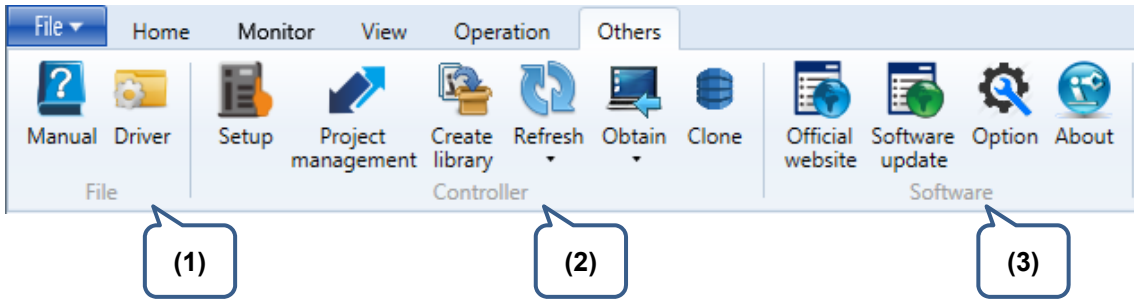 File Home Monitor View Operation Others
Manual Driver Setup Project Create Refresh Obtain Clone Official Software Option About
management library website update
File Controller Software
(1) (2) (3)